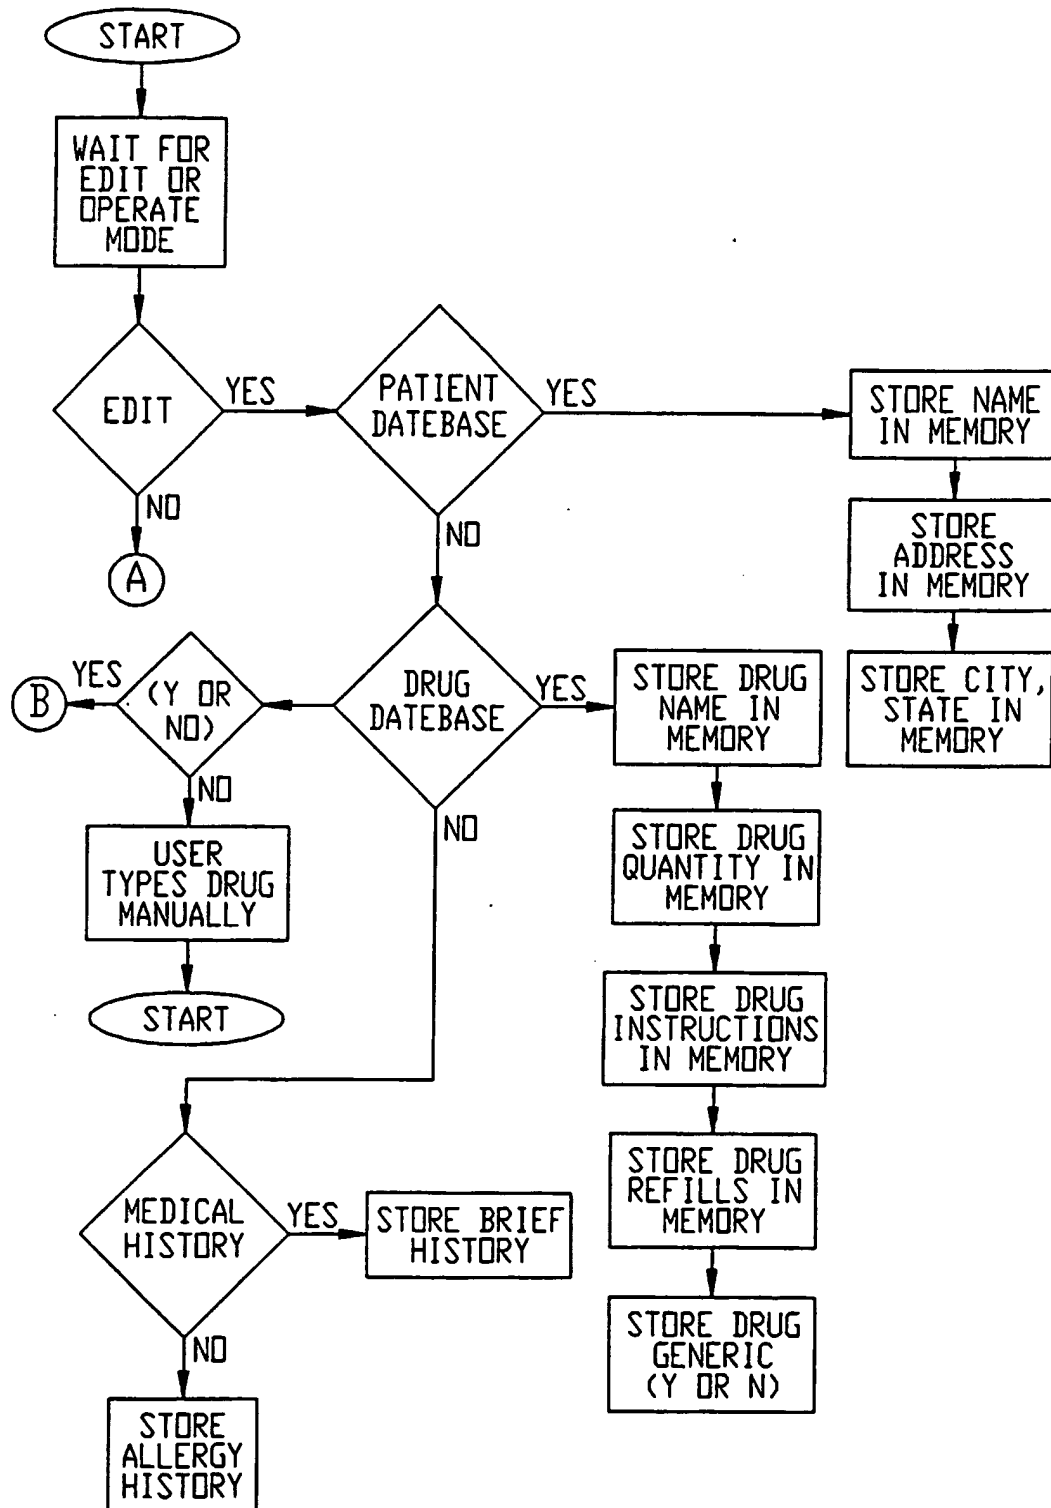 START
WAIT FOR
EDIT OR
OPERATE
MODE
EDIT
YES
NO
A
PATIENT
DATEBASE
YES
NO
STORE NAME
IN MEMORY
STORE
ADDRESS
IN MEMORY
STORE CITY,
STATE IN
MEMORY
DRUG
DATEBASE
YES
NO
(Y OR
NO)
YES
B
NO
USER
TYPES DRUG
MANUALLY
START
STORE DRUG
NAME IN
MEMORY
STORE DRUG
QUANTITY IN
MEMORY
STORE DRUG
INSTRUCTIONS
IN MEMORY
STORE DRUG
REFILLS IN
MEMORY
STORE DRUG
GENERIC
(Y OR N)
MEDICAL
HISTORY
YES
STORE BRIEF
HISTORY
NO
STORE
ALLERGY
HISTORY